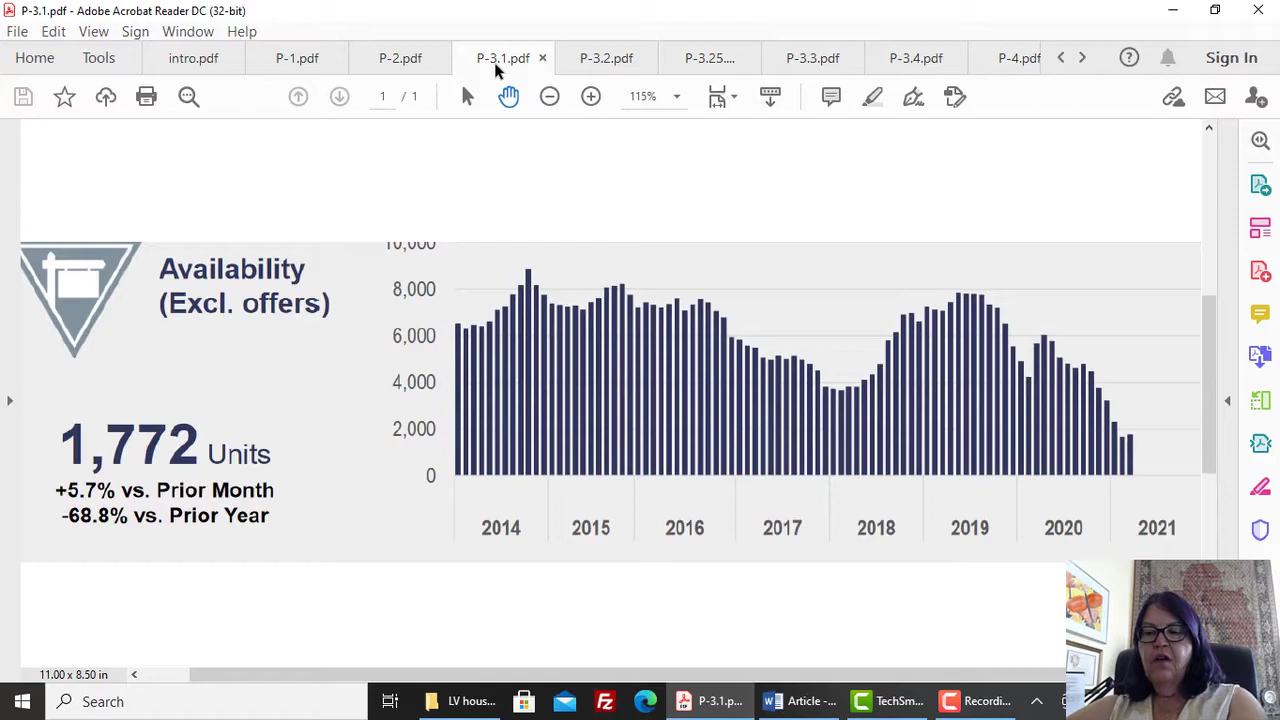 P-3.1.pdf - Adobe Acrobat Reader DC (32-bit)
File Edit View Sign Window Help
Home Tools intro.pdf P-1.pdf P-2.pdf P-3.1.pdf × P-3.2.pdf P-3.25.... P-3.3.pdf P-3.4.pdf P-4.pdf Sign In
1 / 1 115%
10,000
Availability
(Excl. offers)
8,000
6,000
4,000
2,000
0
1,772 Units
+5.7% vs. Prior Month
-68.8% vs. Prior Year
2014 2015 2016 2017 2018 2019 2020 2021
11.00 x 8.50 in
Search LV hous... P-3.1.p... Article -... TechSm... Recordi...